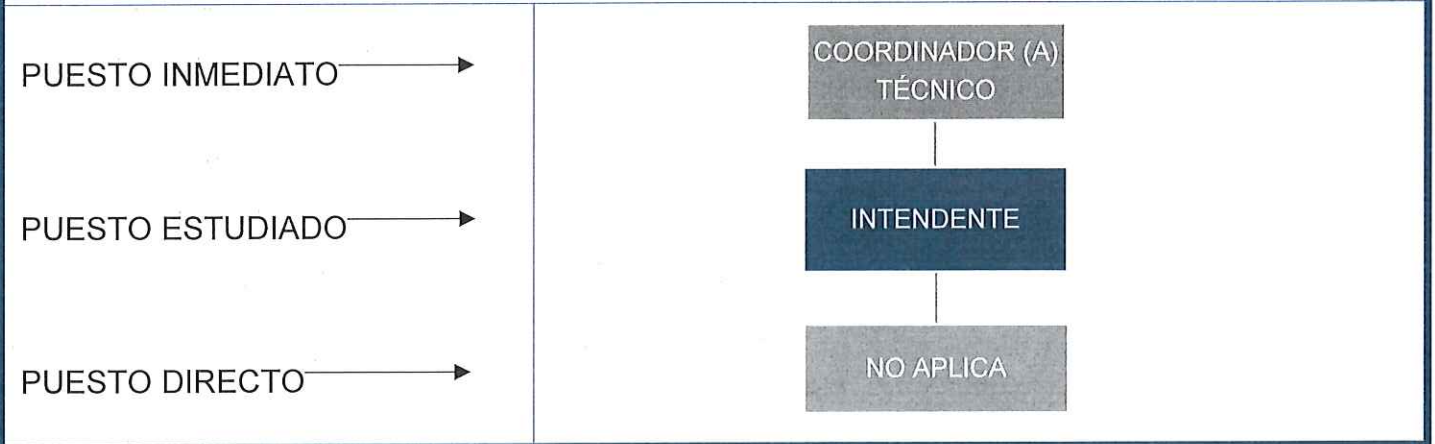 PUESTO INMEDIATO
COORDINADOR (A)
TÉCNICO
PUESTO ESTUDIADO
INTENDENTE
PUESTO DIRECTO
NO APLICA